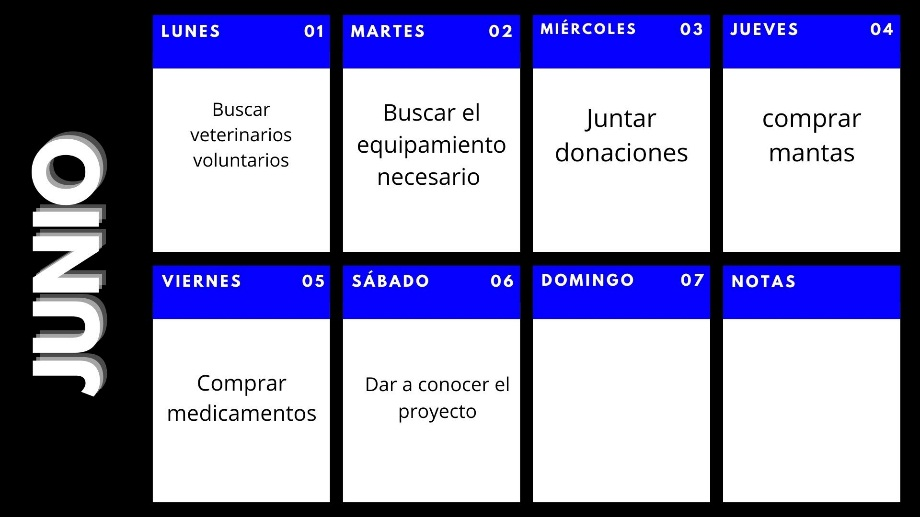 JUNIO
LUNES 01
Buscar
veterinarios
voluntarios
MARTES 02
Buscar el
equipamiento
necesario
MIÉRCOLES 03
Juntar
donaciones
JUEVES 04
comprar
mantas
VIERNES 05
Comprar
medicamentos
SÁBADO 06
Dar a conocer el
proyecto
DOMINGO 07
NOTAS